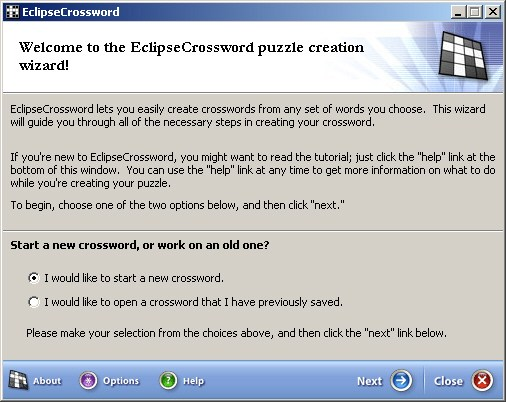 EclipseCrossword
Welcome to the EclipseCrossword puzzle creation
wizard!
EclipseCrossword lets you easily create crosswords from any set of words you choose. This wizard
will guide you through all of the necessary steps in creating your crossword.
If you're new to EclipseCrossword, you might want to read the tutorial; just click the "help" link at the
bottom of this window. You can use the "help" link at any time to get more information on what to do
while you're creating your puzzle.
To begin, choose one of the two options below, and then click "next."
Start a new crossword, or work on an old one?
I would like to start a new crossword.
I would like to open a crossword that I have previously saved.
Please make your selection from the choices above, and then click the "next" link below.
About Options Help Next Close